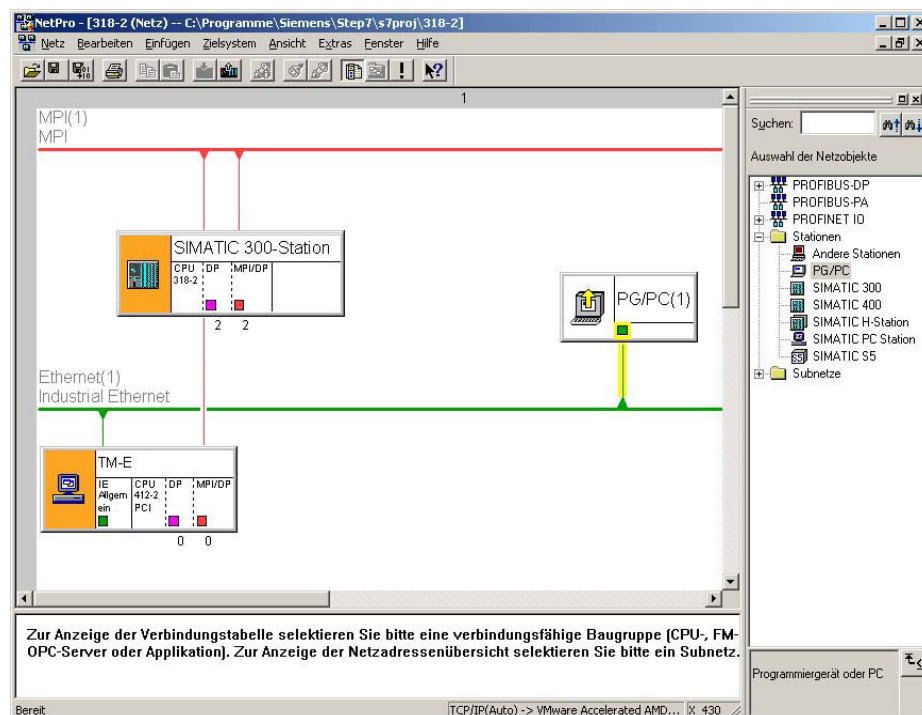 NetPro - [318-2 (Netz) -- C:\Programme\Siemens\Step7\s7proj\318-2]
Netz Bearbeiten Einfügen Zielsystem Ansicht Extras Fenster Hilfe
1
MPI(1)
MPI
SIMATIC 300-Station
CPU 318-2
DP
MPI/DP
2 2
PG/PC(1)
Ethernet(1)
Industrial Ethernet
TM-E
IE Allgem ein
CPU 412-2 PCI
DP
MPI/DP
0 0
Suchen:
Auswahl der Netzobjekte
PROFIBUS-DP
PROFIBUS-PA
PROFINET IO
Stationen
Andere Stationen
PG/PC
SIMATIC 300
SIMATIC 400
SIMATIC H-Station
SIMATIC PC Station
SIMATIC S5
Subnetze
Zur Anzeige der Verbindungstabelle selektieren Sie bitte eine verbindungsfähige Baugruppe (CPU-, FM-
OPC-Server oder Applikation). Zur Anzeige der Netzadressenübersicht selektieren Sie bitte ein Subnetz.
Programmiergerät oder PC
Bereit
TCP/IP(Auto) -> VMware Accelerated AMD... X 430